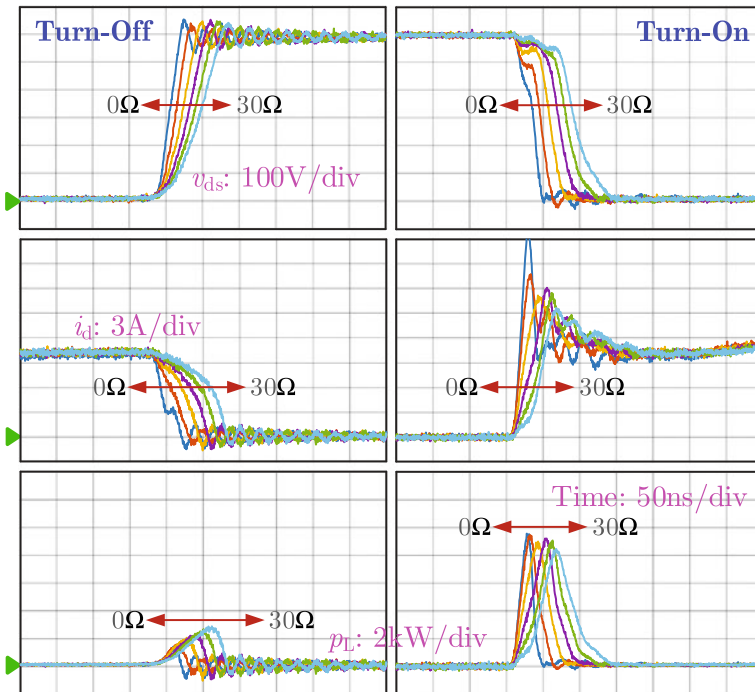 Turn-Off
Turn-On
0Ω 30Ω
0Ω 30Ω
v_ds: 100V/div
i_d: 3A/div
0Ω 30Ω
0Ω 30Ω
Time: 50ns/div
0Ω 30Ω
0Ω 30Ω
p_L: 2kW/div